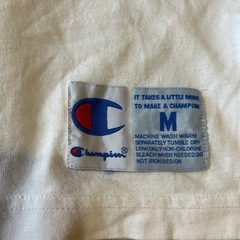 IT TAKES A LITTLE MORE
TO MAKE A CHAMPION
M
Champion
MACHINE WASH WARM
SEPARATELY TUMBLE DRY
LOW. ONLY NON-CHLORINE
BLEACH WHEN NEEDED. DO
NOT IRON DESIGN